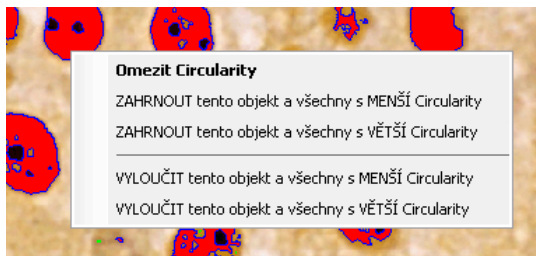 Omezit Circularity
ZAHRNOUT tento objekt a všechny s MENŠÍ Circularity
ZAHRNOUT tento objekt a všechny s VĚTŠÍ Circularity
VYLOUČIT tento objekt a všechny s MENŠÍ Circularity
VYLOUČIT tento objekt a všechny s VĚTŠÍ Circularity